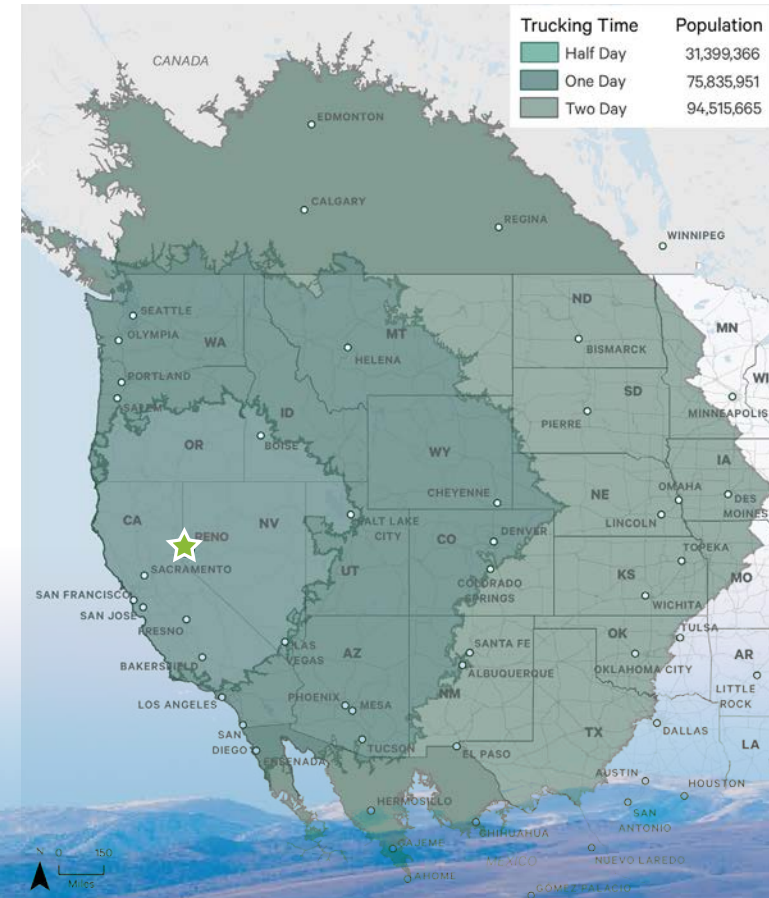 Trucking Time Population
Half Day 31,399,366
One Day 75,835,951
Two Day 94,515,665
CANADA
EDMONTON
CALGARY
REGINA
WINNIPEG
ND
MN
SEATTLE
OLYMPIA
WA
MT
HELENA
BISMARCK
WI
PORTLAND
SALEM
SD
MINNEAPOLIS
ID
PIERRE
OR
BOISE
WY
IA
CHEYENNE
NE
OMAHA
DES
MOINES
LINCOLN
CA
NV
SALT LAKE
CITY
RENO
CO
DENVER
TOPEKA
SACRAMENTO
UT
COLORADO
SPRINGS
KS
MO
SAN FRANCISCO
WICHITA
SAN JOSE
FRESNO
TULSA
LAS
VEGAS
AZ
SANTA FE
OK
BAKERSFIELD
ALBUQUERQUE
OKLAHOMA CITY
AR
LITTLE
ROCK
LOS ANGELES
PHOENIX
MESA
NM
SAN
DIEGO
TUCSON
TX
DALLAS
EL PASO
LA
ENSENADA
AUSTIN
HOUSTON
HERMOSILLO
SAN
ANTONIO
CHIHUAHUA
MEXICO
NUEVO LAREDO
GOMEZ PALACIO
N
0 150
Miles